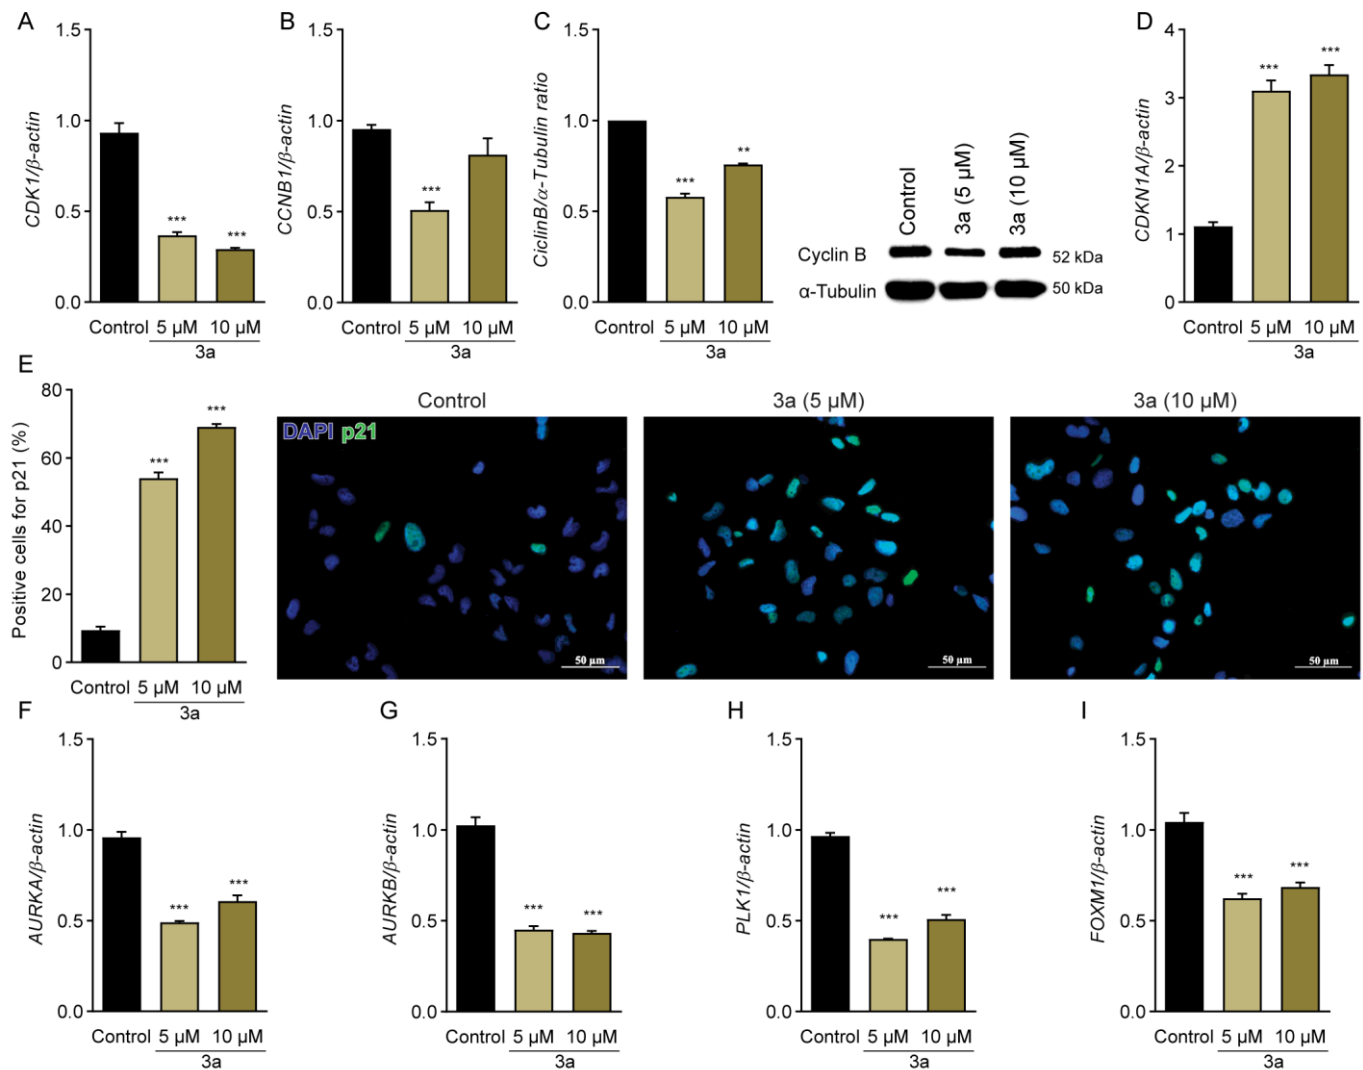 A
1.5
1.0
0.5
0.0
CDK1/β-actin
***
***
Control 5 µM 10 µM
3a
B
1.5
1.0
0.5
0.0
CCNB1/β-actin
***
Control 5 µM 10 µM
3a
C
1.5
1.0
0.5
0.0
CiclinB/α-Tubulin ratio
***
**
Control 5 µM 10 µM
3a
Control
3a (5 µM)
3a (10 µM)
Cyclin B
52 kDa
α-Tubulin
50 kDa
D
4
3
2
1
0
CDKN1A/β-actin
***
***
Control 5 µM 10 µM
3a
E
80
60
40
20
0
Positive cells for p21 (%)
***
***
Control 5 µM 10 µM
3a
Control
DAPI p21
50 µm
3a (5 µM)
50 µm
3a (10 µM)
50 µm
F
1.5
1.0
0.5
0.0
AURKA/β-actin
***
***
Control 5 µM 10 µM
3a
G
1.5
1.0
0.5
0.0
AURKB/β-actin
***
***
Control 5 µM 10 µM
3a
H
1.5
1.0
0.5
0.0
PLK1/β-actin
***
***
Control 5 µM 10 µM
3a
I
1.5
1.0
0.5
0.0
FOXM1/β-actin
***
***
Control 5 µM 10 µM
3a